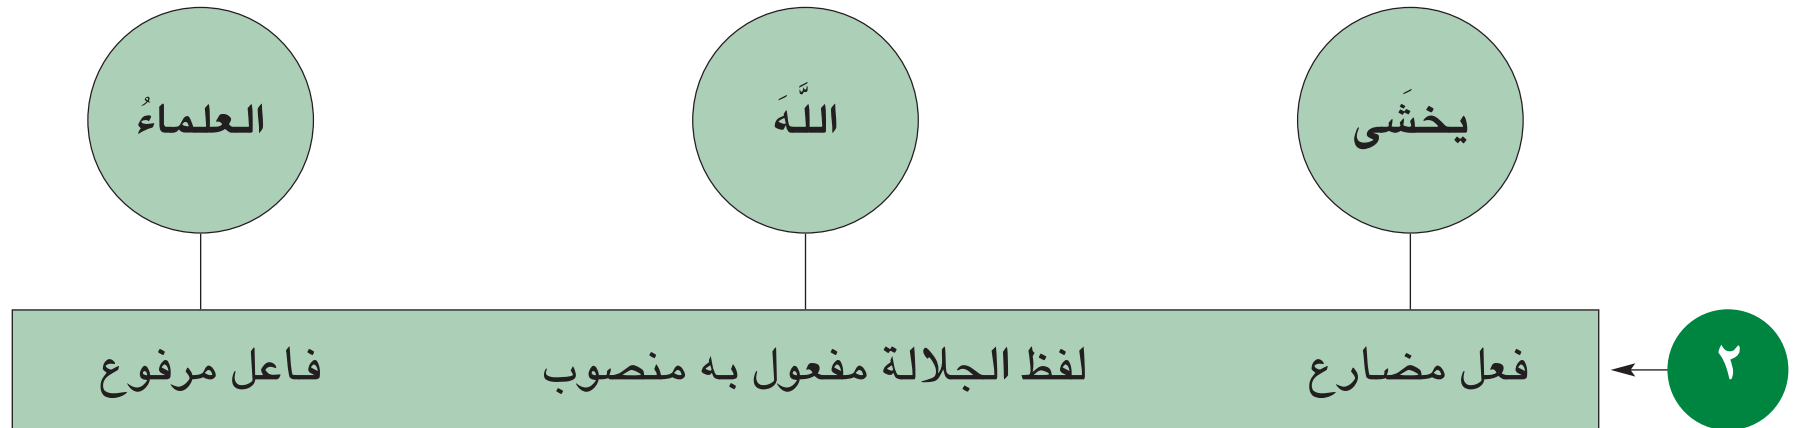 يخشَى اللَّهَ العلماءُ
٢ فعل مضارع لفظ الجلالة مفعول به منصوب فاعل مرفوع